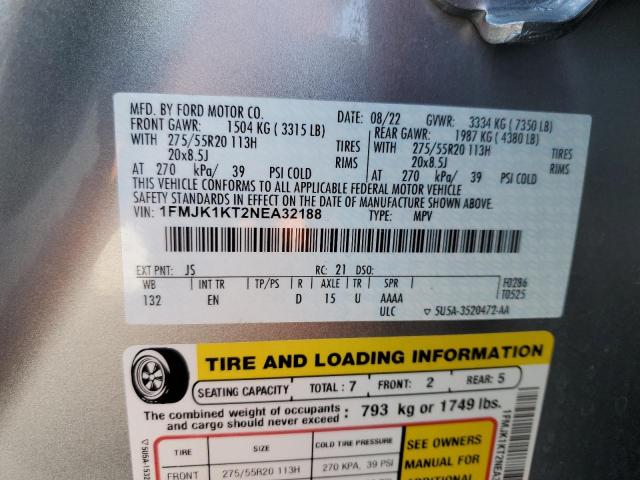 MFD. BY FORD MOTOR CO.
DATE: 08/22 GVWR: 3334 KG ( 7350 LB)
FRONT GAWR: 1504 KG ( 3315 LB) REAR GAWR: 1987 KG ( 4380 LB)
WITH 275/55R20 113H TIRES WITH 275/55R20 113H TIRES
20x8.5J RIMS 20x8.5J RIMS
AT 270 kPa/ 39 PSI COLD AT 270 kPa/ 39 PSI COLD
THIS VEHICLE CONFORMS TO ALL APPLICABLE FEDERAL MOTOR VEHICLE
SAFETY STANDARDS IN EFFECT ON THE DATE OF MANUFACTURE SHOWN ABOVE.
VIN: 1FMJK1KT2NEA32188 TYPE: MPV
EXT PNT: JS RC: 21 DSO:
WB INT TR TP/PS R AXLE TR SPR F0286
132 EN D 15 U AAAA T0525
ULC ▽ 5U5A-3520472-AA
TIRE AND LOADING INFORMATION
SEATING CAPACITY TOTAL : 7 FRONT: 2 REAR: 5
The combined weight of occupants
and cargo should never exceed : 793 kg or 1749 lbs.
TIRE SIZE COLD TIRE PRESSURE
FRONT 275/55R20 113H 270 KPA, 39 PSI
SEE OWNERS
MANUAL FOR
ADDITIONAL
▽5U5A-1532
1FMJK1KT2NEA